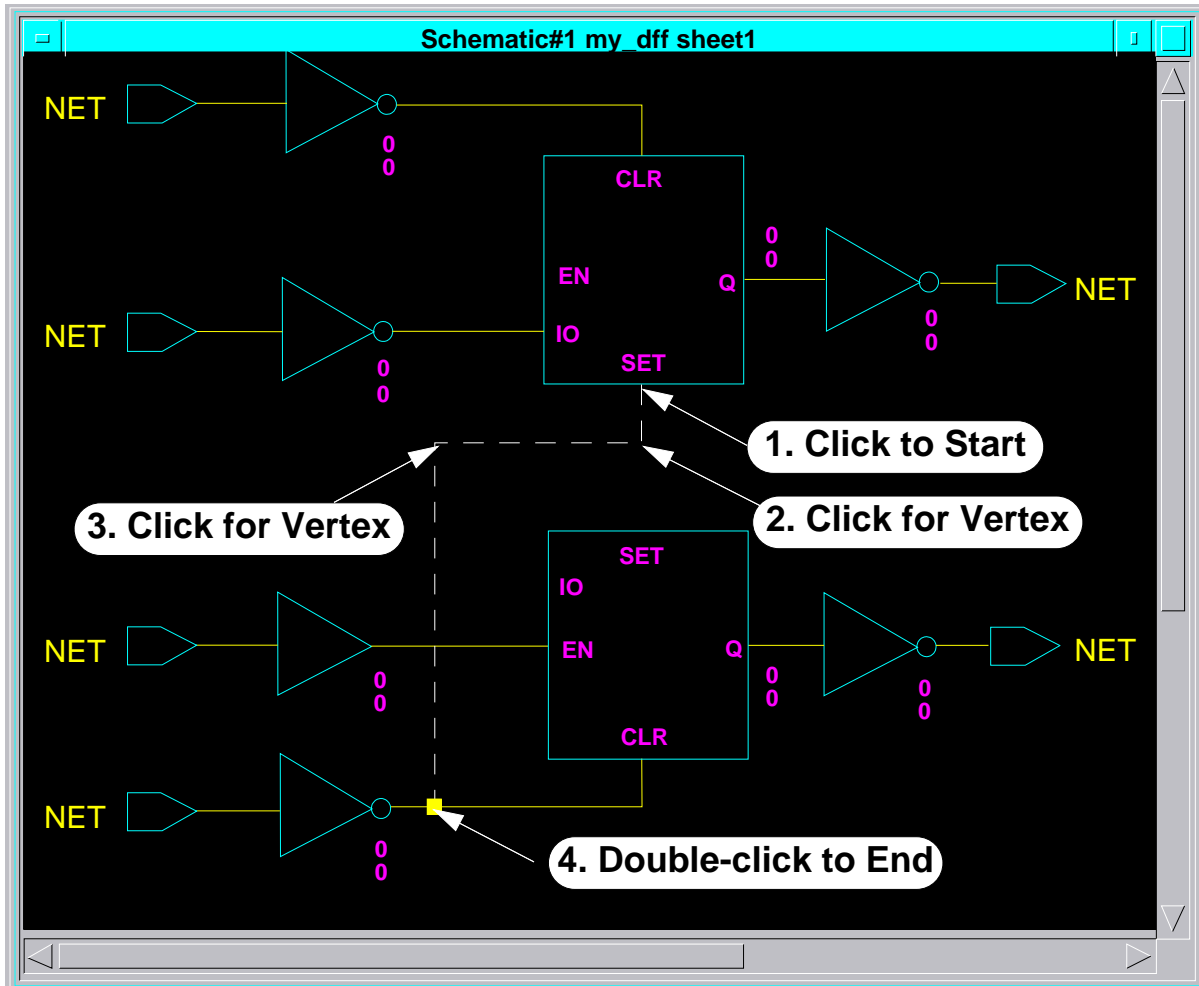 Schematic#1 my_dff sheet1
NET
0
0
CLR
0
0
EN
Q
NET
NET
IO
0
0
SET
0
0
1. Click to Start
3. Click for Vertex
2. Click for Vertex
SET
IO
NET
EN
Q
NET
0
0
0
0
0
0
CLR
NET
0
0
4. Double-click to End